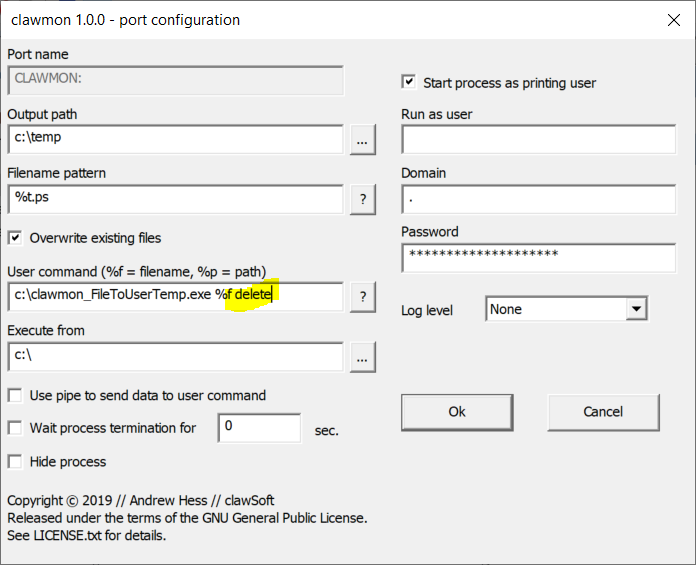 clawmon 1.0.0 - port configuration
Port name
CLAWMON:
Start process as printing user
Output path
c:\temp
...
Run as user
Filename pattern
%t.ps
?
Domain
.
Overwrite existing files
Password
********************
User command (%f = filename, %p = path)
c:\clawmon_FileToUserTemp.exe %f delete
?
Log level
None
Execute from
c:\
...
Use pipe to send data to user command
Wait process termination for
0
sec.
Ok
Cancel
Hide process
Copyright © 2019 // Andrew Hess // clawSoft
Released under the terms of the GNU General Public License.
See LICENSE.txt for details.